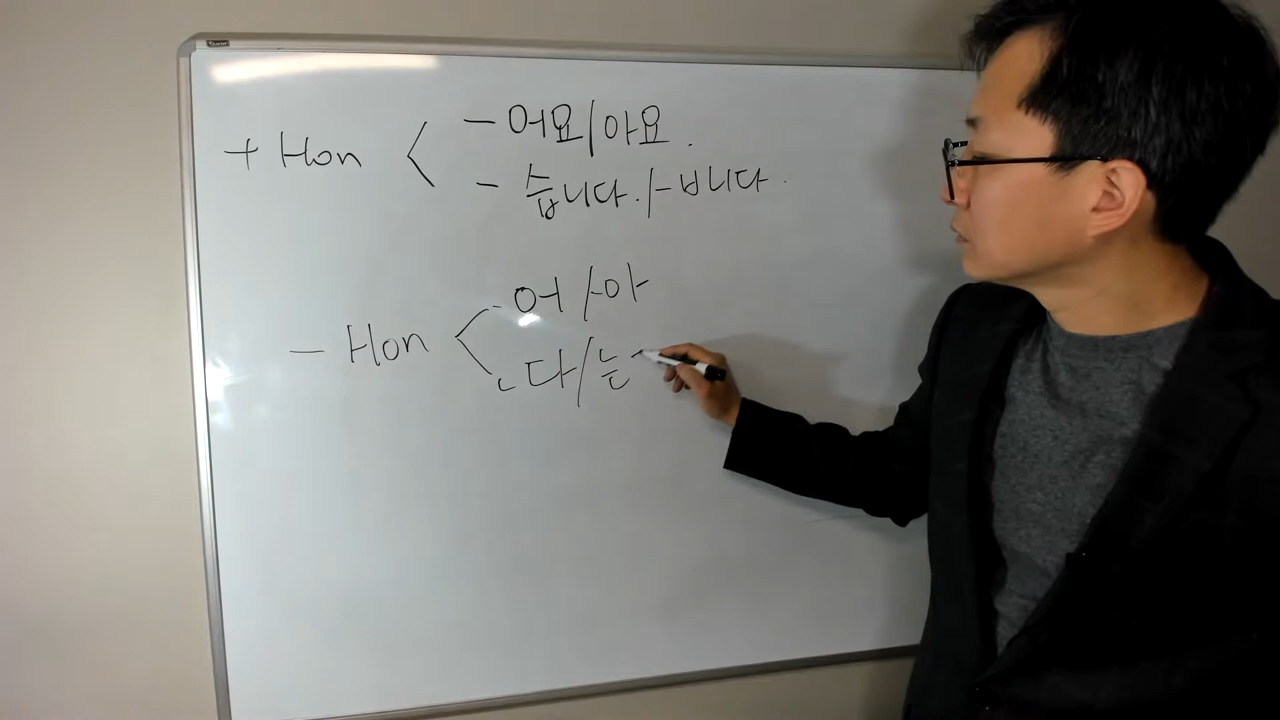 + Hon < - 어요/아요.
- 습니다./-ㅂ니다.
- Hon < - 어/-아
ㄴ다/는